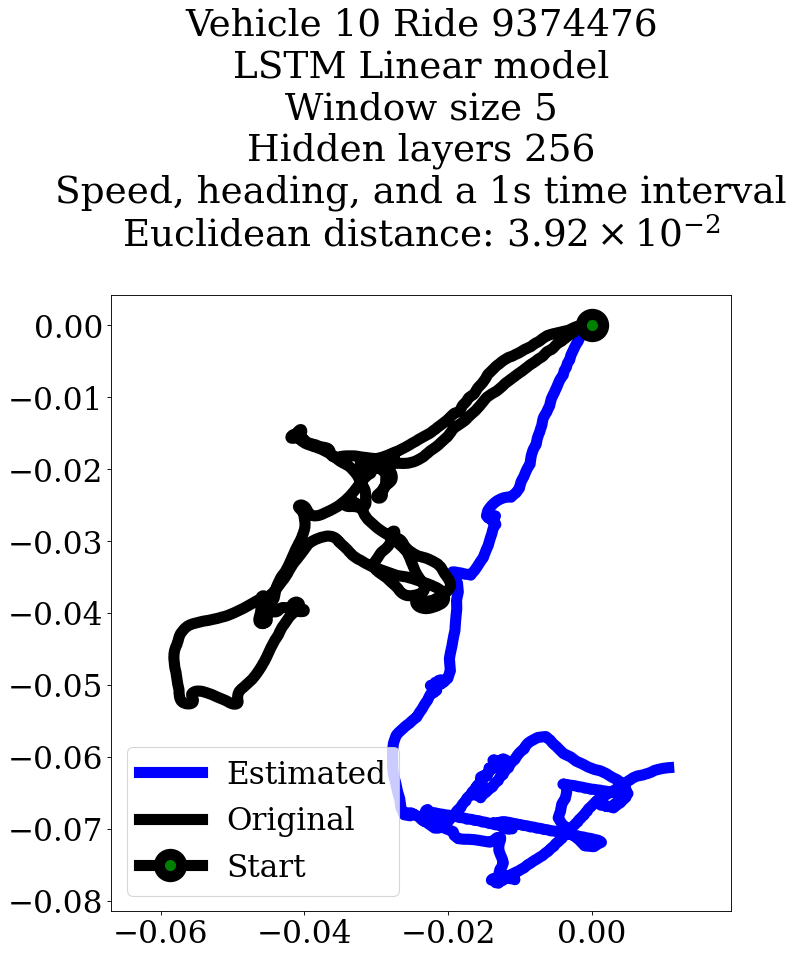 Vehicle 10 Ride 9374476
LSTM Linear model
Window size 5
Hidden layers 256
Speed, heading, and a 1s time interval
Euclidean distance: 3.92 × 10⁻²
0.00
−0.01
−0.02
−0.03
−0.04
−0.05
−0.06
−0.07
−0.08
Estimated
Original
Start
−0.06 −0.04 −0.02 0.00